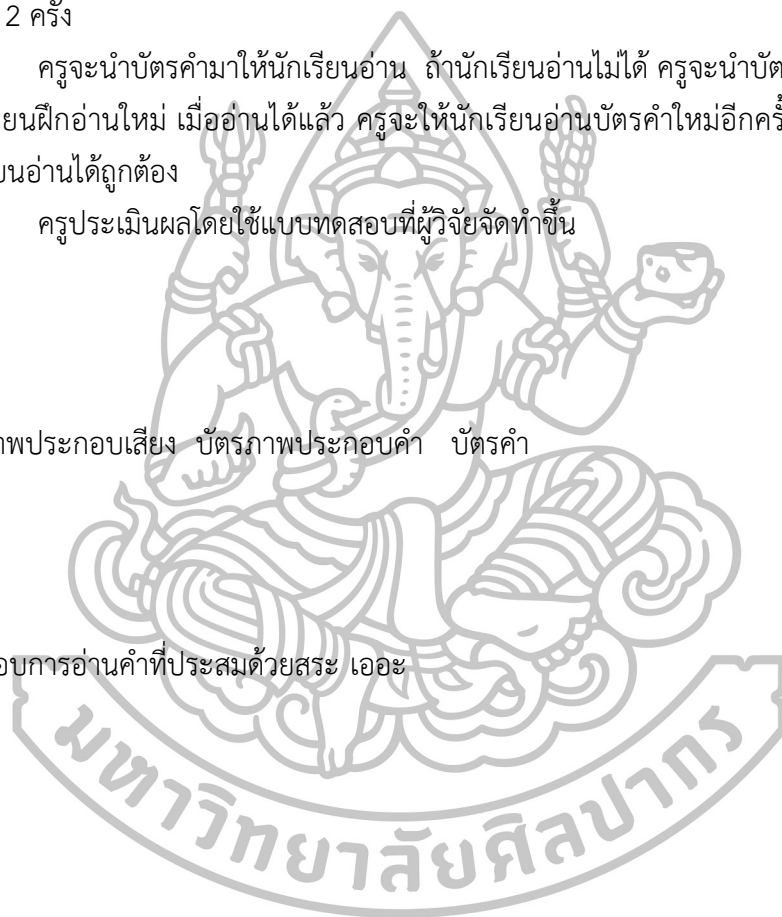 2 ครั้ง
ครูจะนำบัตรคำมาให้นักเรียนอ่าน ถ้านักเรียนอ่านไม่ได้ ครูจะนำบัต
ยนฝึกอ่านใหม่ เมื่ออ่านได้แล้ว ครูจะให้นักเรียนอ่านบัตรคำใหม่อีกครั้
ยนอ่านได้ถูกต้อง
ครูประเมินผลโดยใช้แบบทดสอบที่ผู้วิจัยจัดทำขึ้น
าพประกอบเสียง บัตรภาพประกอบคำ บัตรคำ
อบการอ่านคำที่ประสมด้วยสระ เออะ
มหาวิทยาลัยศิลปากร